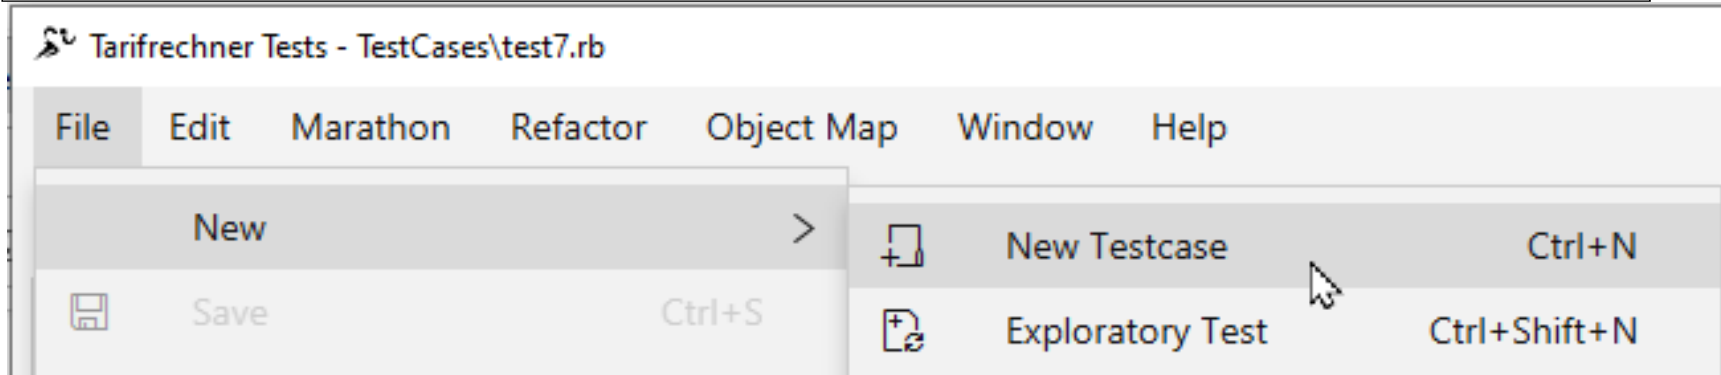 Tarifrechner Tests - TestCases\test7.rb
File Edit Marathon Refactor Object Map Window Help
New >
New Testcase Ctrl+N
Save Ctrl+S
Exploratory Test Ctrl+Shift+N